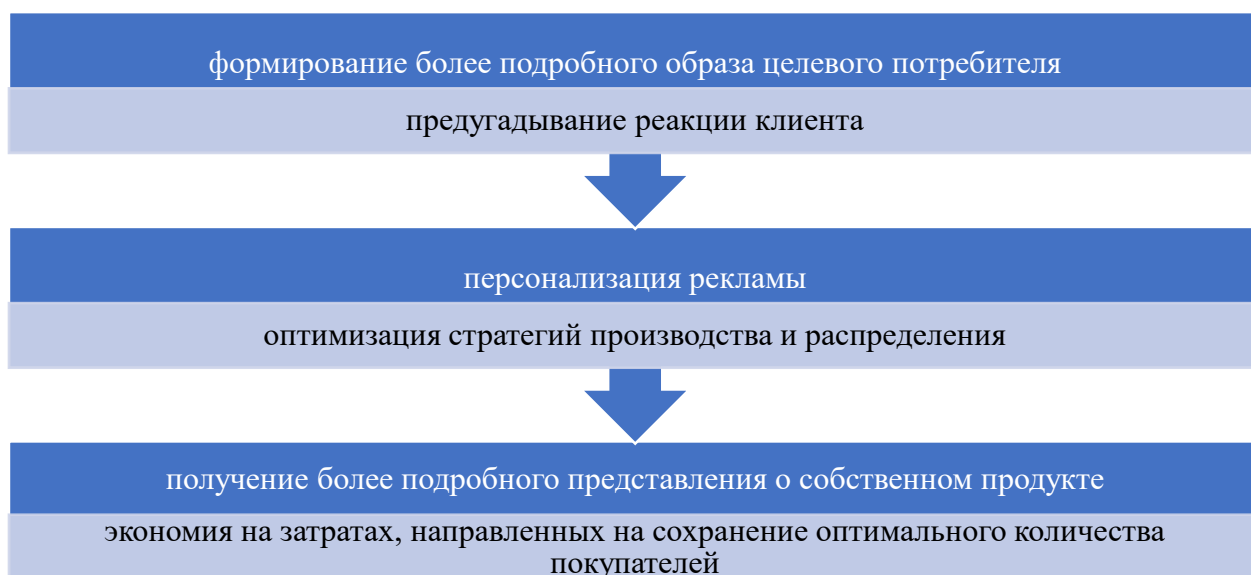 формирование более подробного образа целевого потребителя
предугадывание реакции клиента
персонализация рекламы
оптимизация стратегий производства и распределения
получение более подробного представления о собственном продукте
экономия на затратах, направленных на сохранение оптимального количества
покупателей